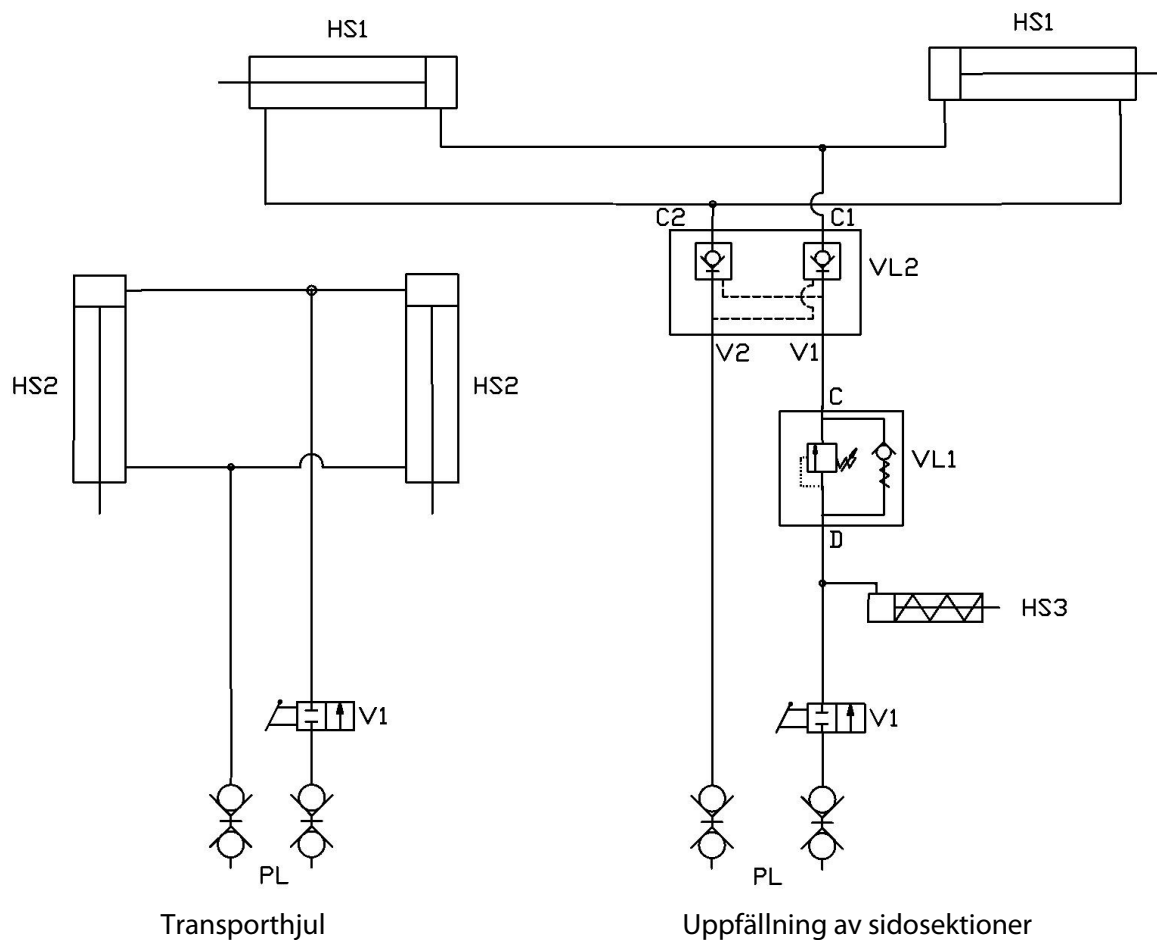 HS1
HS1
C2
C1
VL2
V2
V1
HS2
HS2
C
VL1
D
HS3
V1
V1
PL
PL
Transporthjul
Uppfällning av sidosektioner